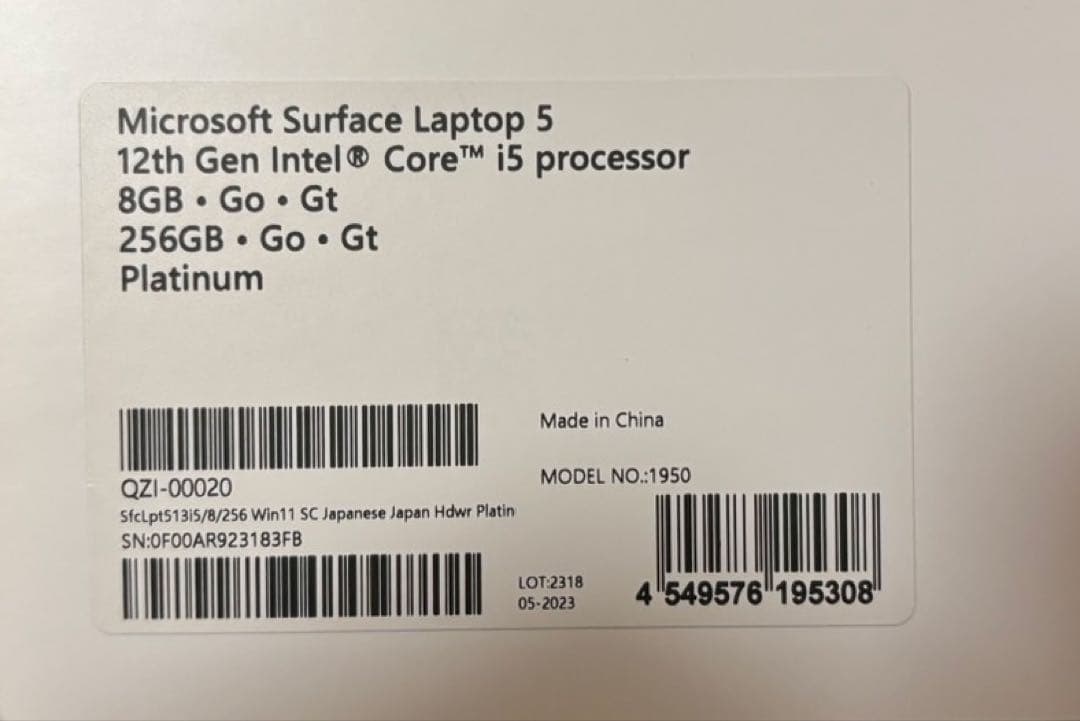 Microsoft Surface Laptop 5
12th Gen Intel® Core™ i5 processor
8GB • Go • Gt
256GB • Go • Gt
Platinum
QZI-00020
SfcLpt513i5/8/256 Win11 SC Japanese Japan Hdwr Platin
SN:0F00AR923183FB
Made in China
MODEL NO.:1950
LOT:2318
05-2023
4 549576 195308